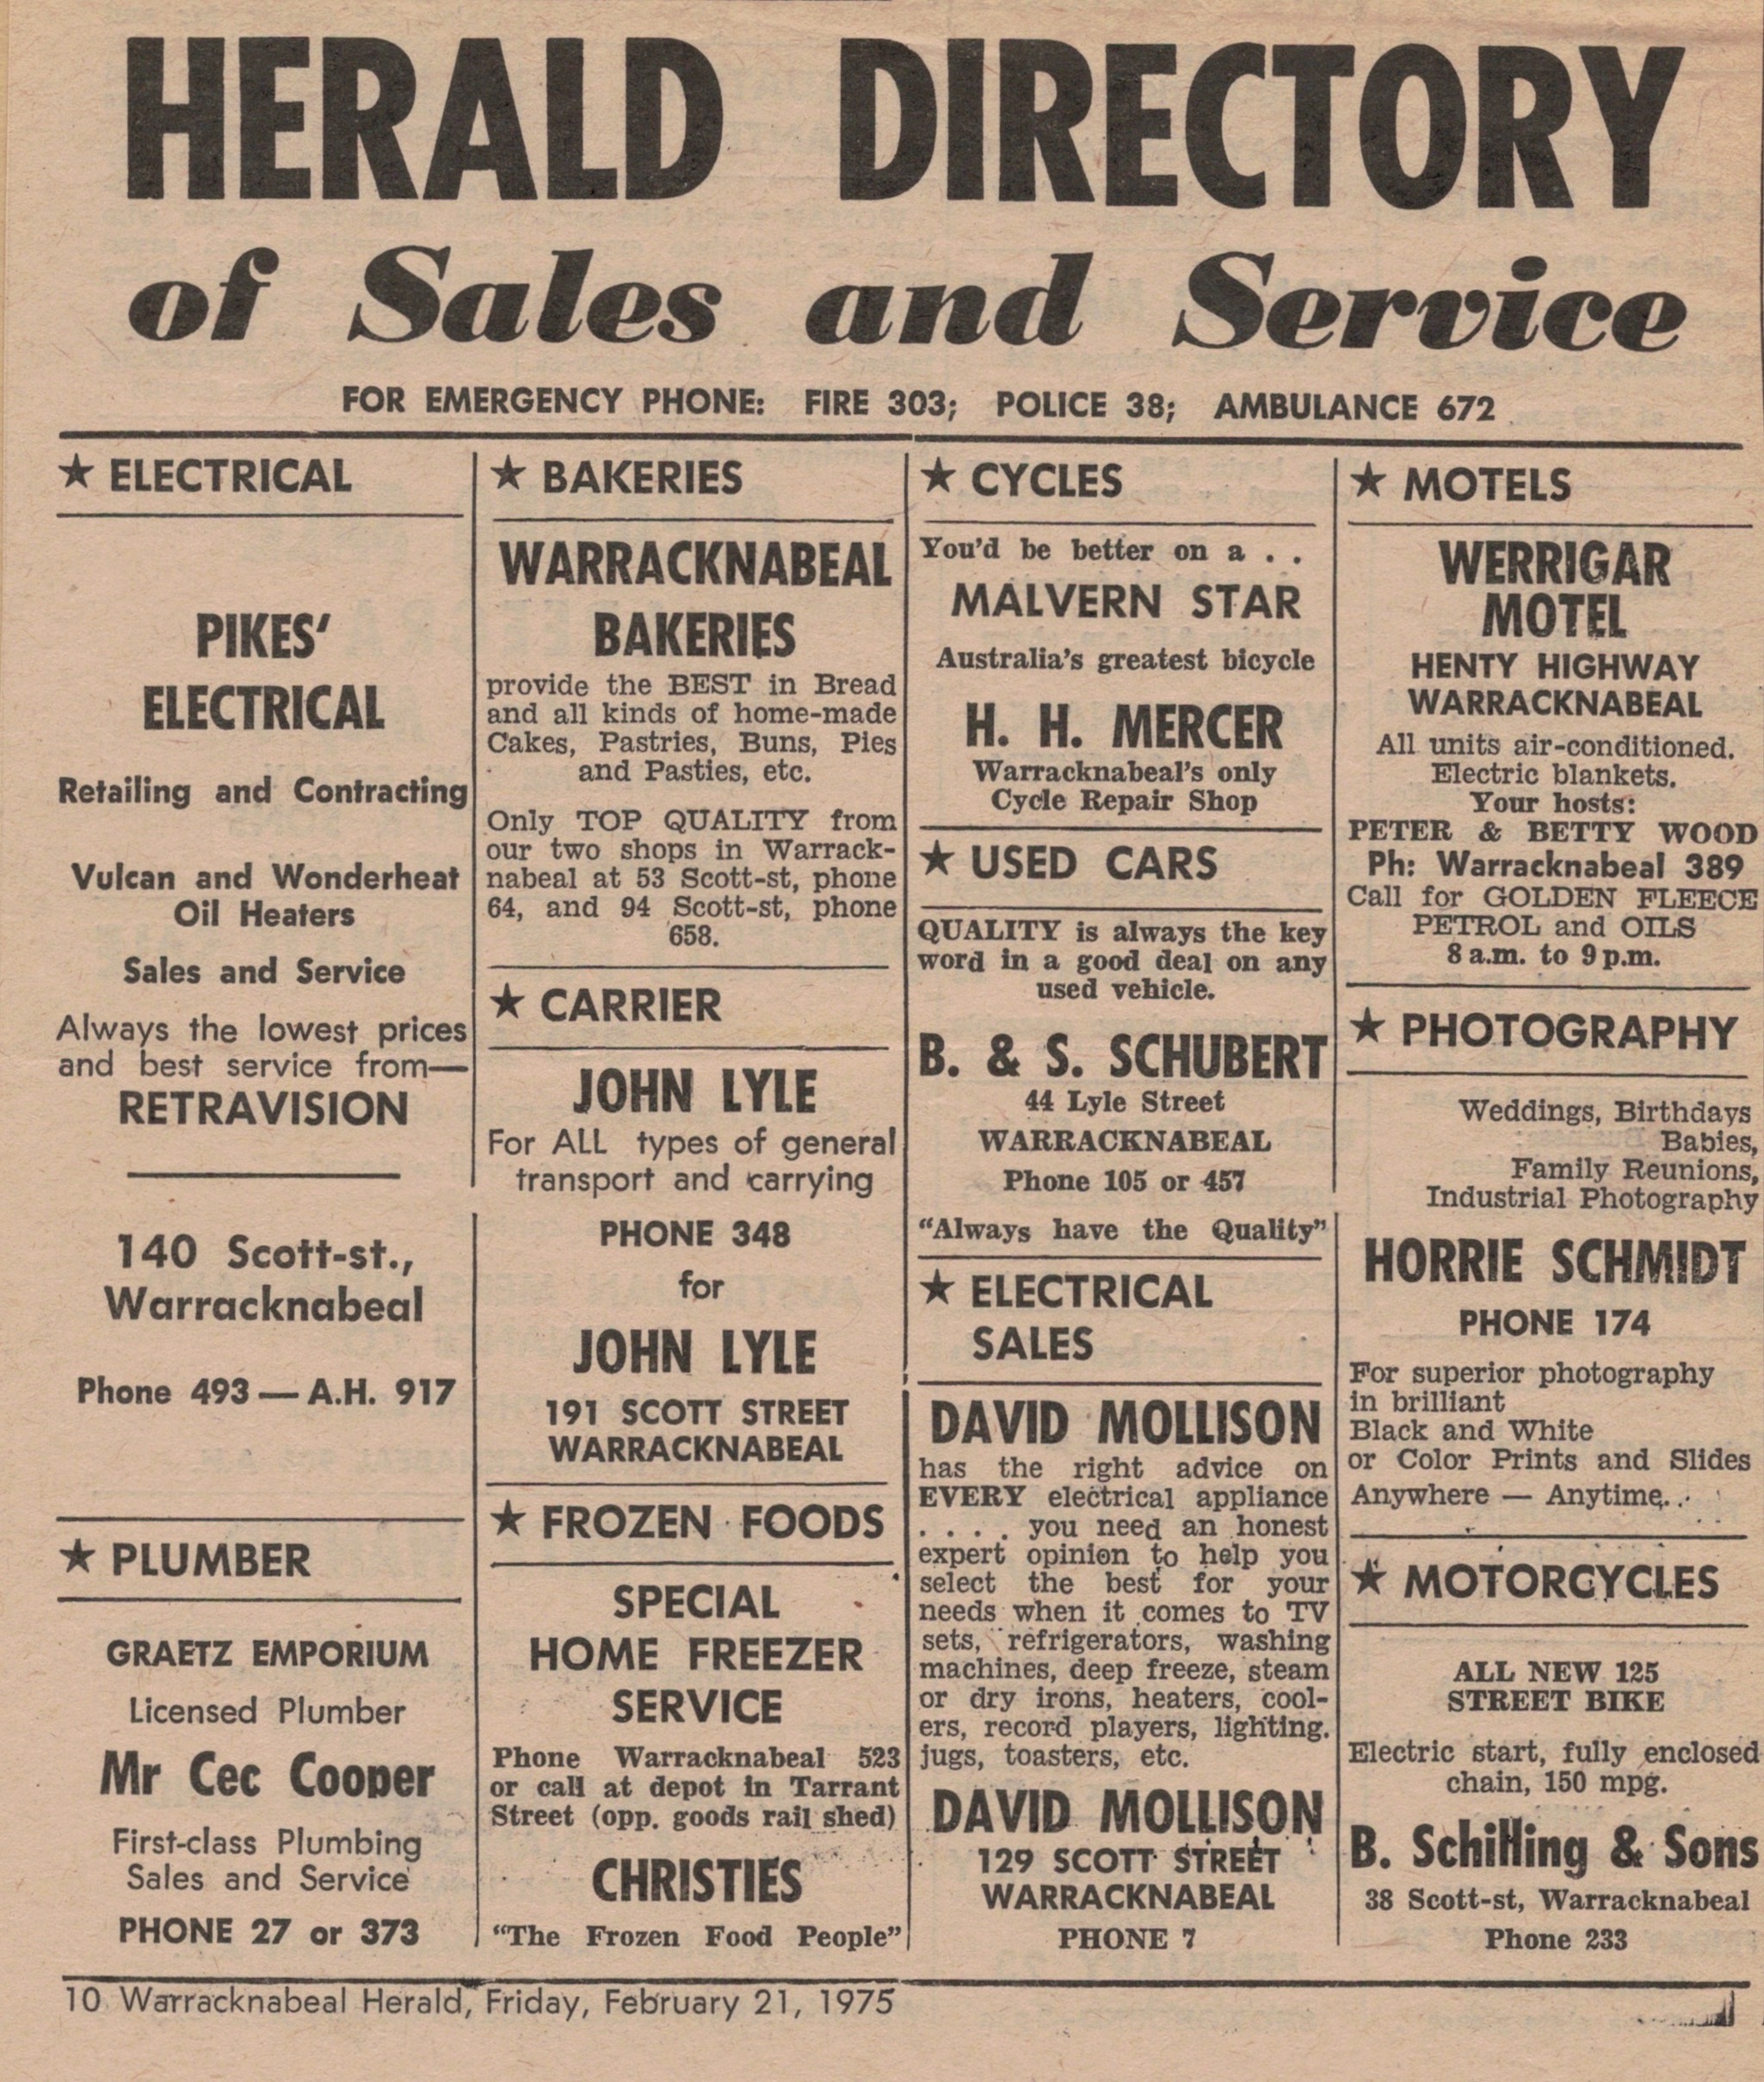 HERALD DIRECTORY
of Sales and Service
FOR EMERGENCY PHONE: FIRE 303; POLICE 38; AMBULANCE 672
★ ELECTRICAL
PIKES'
ELECTRICAL
Retailing and Contracting
Vulcan and Wonderheat
Oil Heaters
Sales and Service
Always the lowest prices
and best service from—
RETRAVISION
140 Scott-st.,
Warracknabeal
Phone 493 — A.H. 917
★ PLUMBER
GRAETZ EMPORIUM
Licensed Plumber
Mr Cec Cooper
First-class Plumbing
Sales and Service
PHONE 27 or 373
★ BAKERIES
WARRACKNABEAL
BAKERIES
provide the BEST in Bread
and all kinds of home-made
Cakes, Pastries, Buns, Pies
and Pasties, etc.
Only TOP QUALITY from
our two shops in Warrack-
nabeal at 53 Scott-st, phone
64, and 94 Scott-st, phone
658.
★ CARRIER
JOHN LYLE
For ALL types of general
transport and carrying
PHONE 348
for
JOHN LYLE
191 SCOTT STREET
WARRACKNABEAL
★ FROZEN FOODS
SPECIAL
HOME FREEZER
SERVICE
Phone Warracknabeal 523
or call at depot in Tarrant
Street (opp. goods rail shed)
CHRISTIES
"The Frozen Food People"
★ CYCLES
You'd be better on a . .
MALVERN STAR
Australia's greatest bicycle
H. H. MERCER
Warracknabeal's only
Cycle Repair Shop
★ USED CARS
QUALITY is always the key
word in a good deal on any
used vehicle.
B. & S. SCHUBERT
44 Lyle Street
WARRACKNABEAL
Phone 105 or 457
"Always have the Quality"
★ ELECTRICAL
SALES
DAVID MOLLISON
has the right advice on
EVERY electrical appliance
. . . . you need an honest
expert opinion to help you
select the best for your
needs when it comes to TV
sets, refrigerators, washing
machines, deep freeze, steam
or dry irons, heaters, cool-
ers, record players, lighting.
jugs, toasters, etc.
DAVID MOLLISON
129 SCOTT STREET
WARRACKNABEAL
PHONE 7
★ MOTELS
WERRIGAR
MOTEL
HENTY HIGHWAY
WARRACKNABEAL
All units air-conditioned.
Electric blankets.
Your hosts:
PETER & BETTY WOOD
Ph: Warracknabeal 389
Call for GOLDEN FLEECE
PETROL and OILS
8 a.m. to 9 p.m.
★ PHOTOGRAPHY
Weddings, Birthdays
Babies,
Family Reunions,
Industrial Photography
HORRIE SCHMIDT
PHONE 174
For superior photography
in brilliant
Black and White
or Color Prints and Slides
Anywhere — Anytime..
★ MOTORCYCLES
ALL NEW 125
STREET BIKE
Electric start, fully enclosed
chain, 150 mpg.
B. Schilling & Sons
38 Scott-st, Warracknabeal
Phone 233
10 Warracknabeal Herald, Friday, February 21, 1975